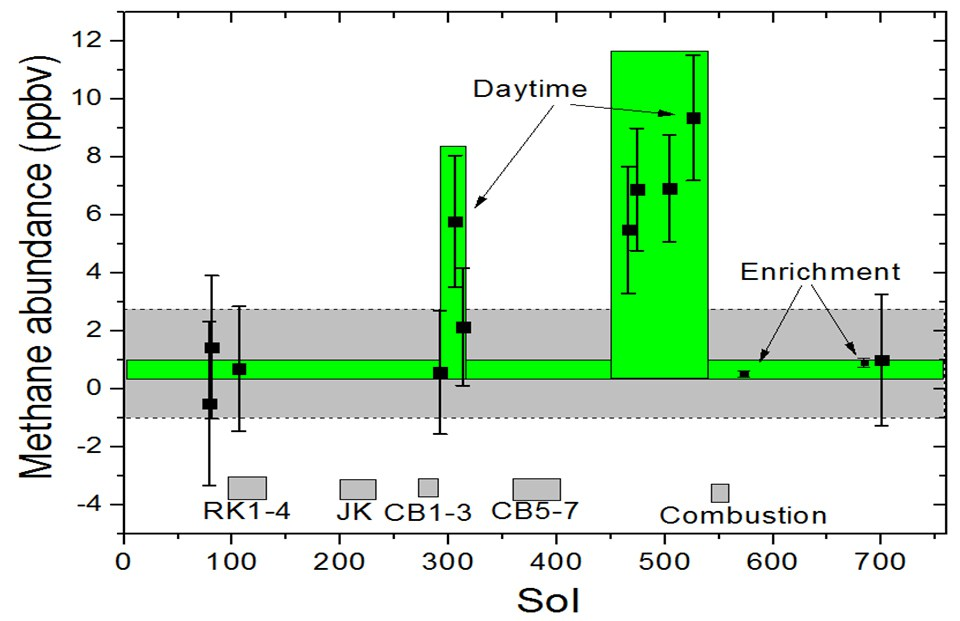 Methane abundance (ppbv)
12
10
8
6
4
2
0
-2
-4
Daytime
Enrichment
RK1-4
JK
CB1-3
CB5-7
Combustion
0 100 200 300 400 500 600 700
Sol